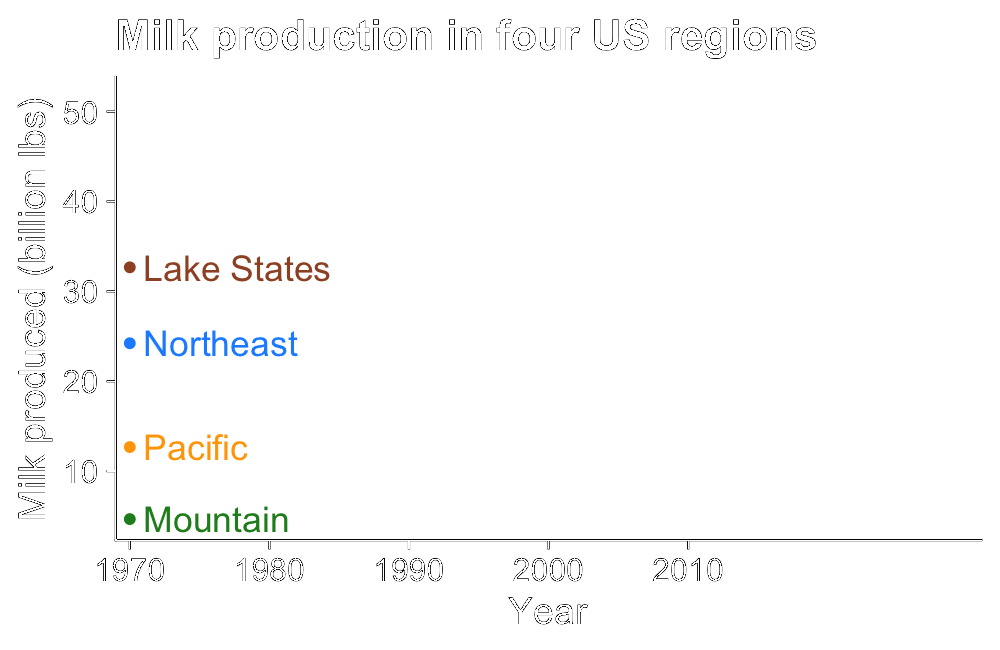 Milk production in four US regions
Milk produced (billion lbs)
50
40
30
20
10
Lake States
Northeast
Pacific
Mountain
1970 1980 1990 2000 2010
Year